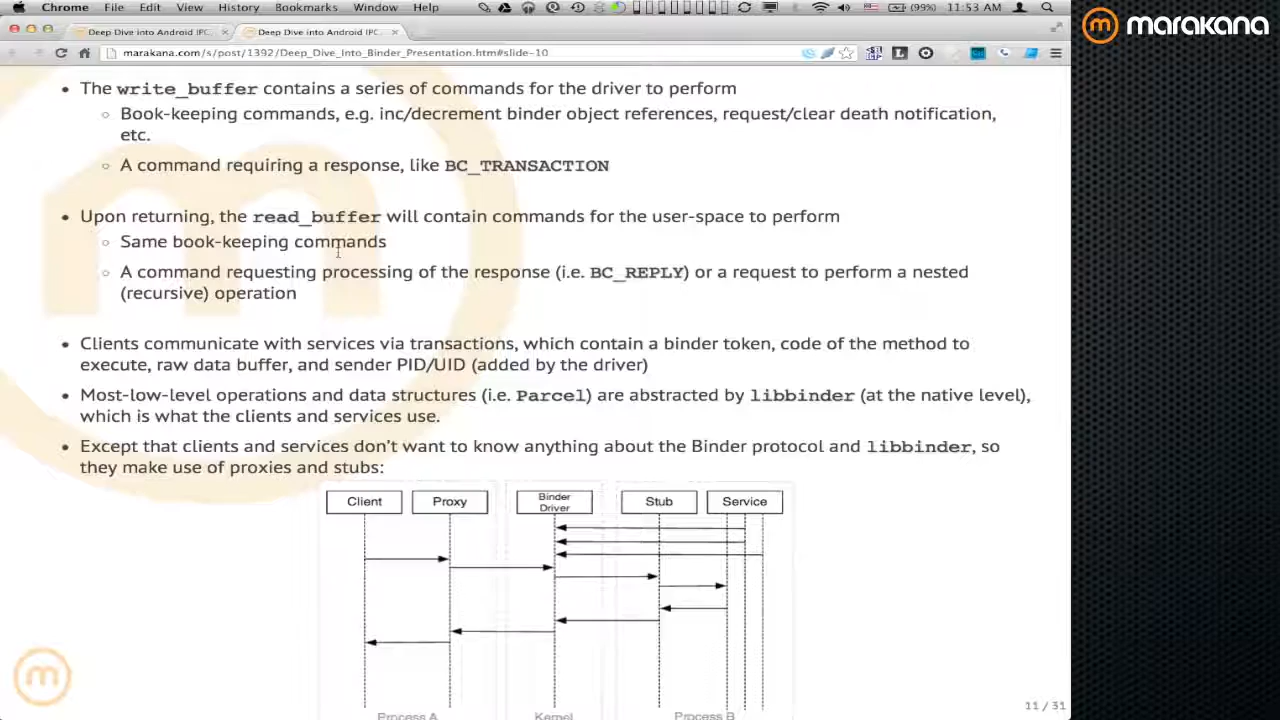 Chrome File Edit View History Bookmarks Window Help (99%) 11:53 AM
marakana
Deep Dive into Android IPC Deep Dive into Android IPC
marakana.com/s/post/1392/Deep_Dive_Into_Binder_Presentation.htm#slide-10
The write_buffer contains a series of commands for the driver to perform
Book-keeping commands, e.g. inc/decrement binder object references, request/clear death notification,
etc.
A command requiring a response, like BC_TRANSACTION
Upon returning, the read_buffer will contain commands for the user-space to perform
Same book-keeping commands
A command requesting processing of the response (i.e. BC_REPLY) or a request to perform a nested
(recursive) operation
Clients communicate with services via transactions, which contain a binder token, code of the method to
execute, raw data buffer, and sender PID/UID (added by the driver)
Most-low-level operations and data structures (i.e. Parcel) are abstracted by libbinder (at the native level),
which is what the clients and services use.
Except that clients and services don't want to know anything about the Binder protocol and libbinder, so
they make use of proxies and stubs:
Client Proxy Binder Driver Stub Service
Process A Kernel Process B
11 / 31